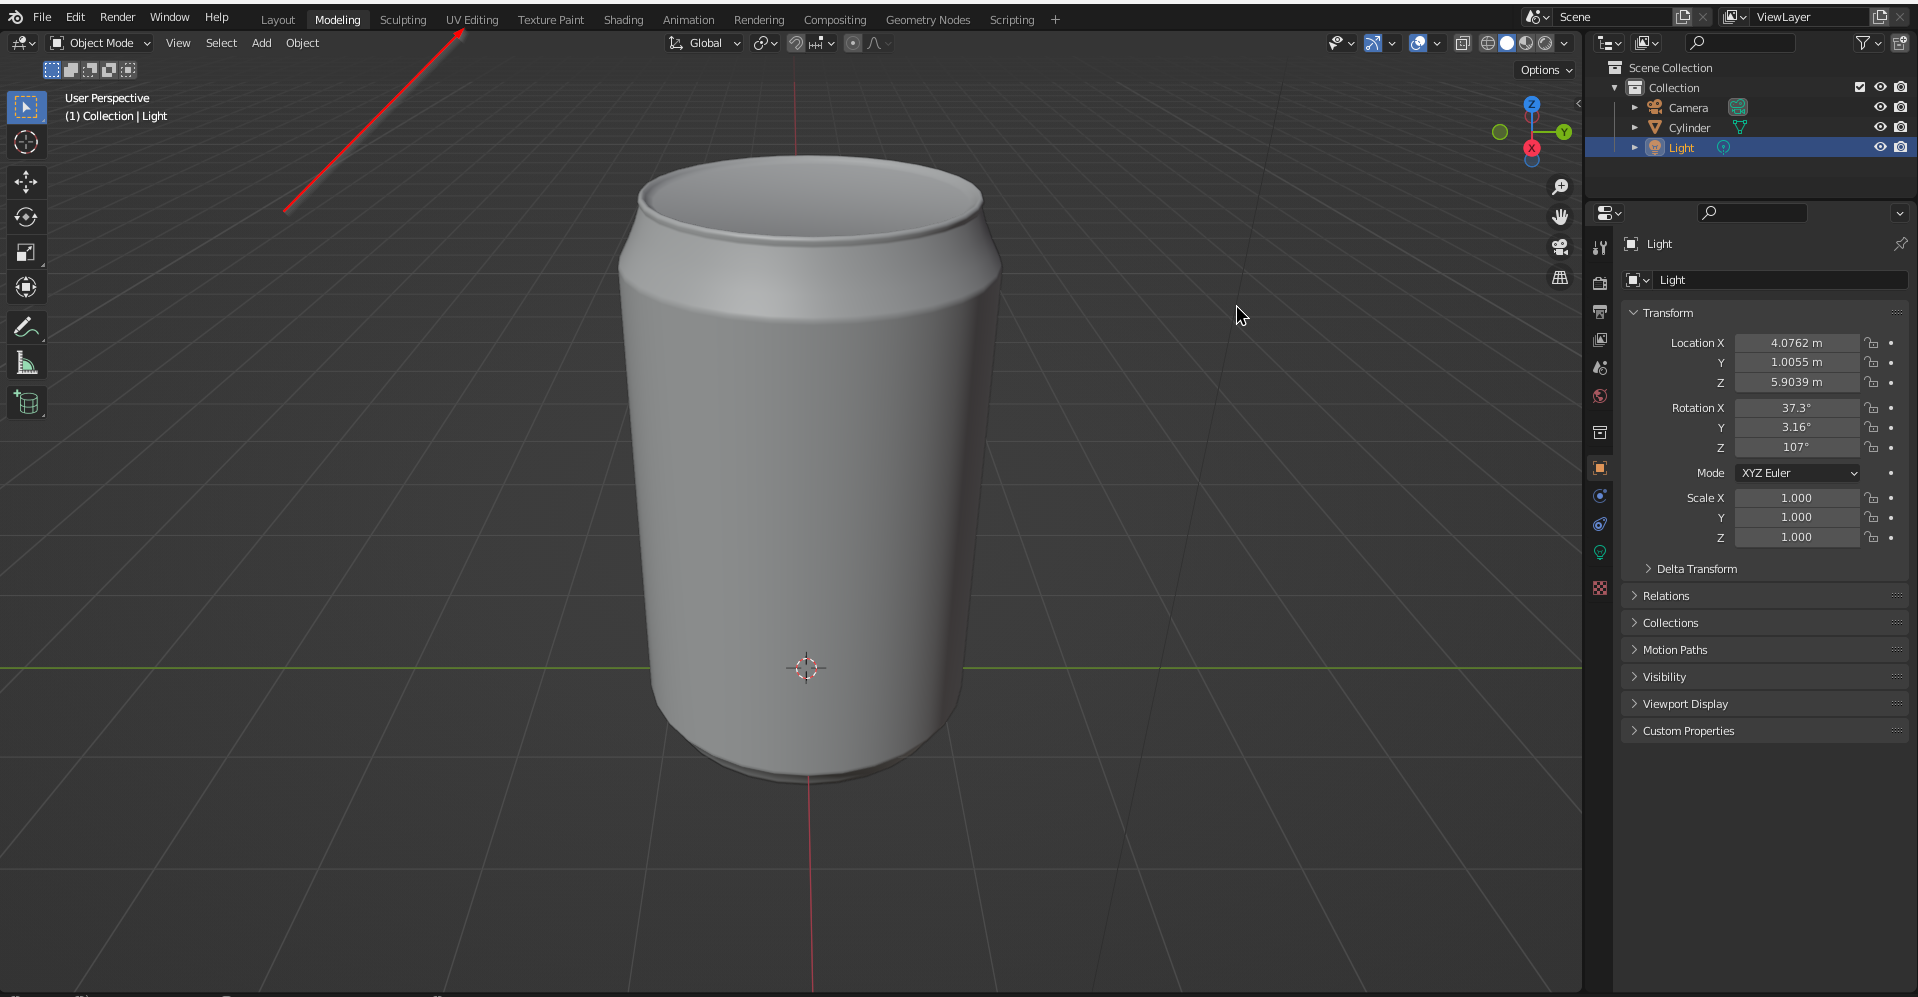 File Edit Render Window Help Layout Modeling Sculpting UV Editing Texture Paint Shading Animation Rendering Compositing Geometry Nodes Scripting + Scene ViewLayer
Object Mode View Select Add Object Global
Options
User Perspective
(1) Collection | Light
Z
Y
X
Scene Collection
Collection
Camera
Cylinder
Light
Light
Light
Transform
Location X 4.0762 m
Y 1.0055 m
Z 5.9039 m
Rotation X 37.3°
Y 3.16°
Z 107°
Mode XYZ Euler
Scale X 1.000
Y 1.000
Z 1.000
Delta Transform
Relations
Collections
Motion Paths
Visibility
Viewport Display
Custom Properties